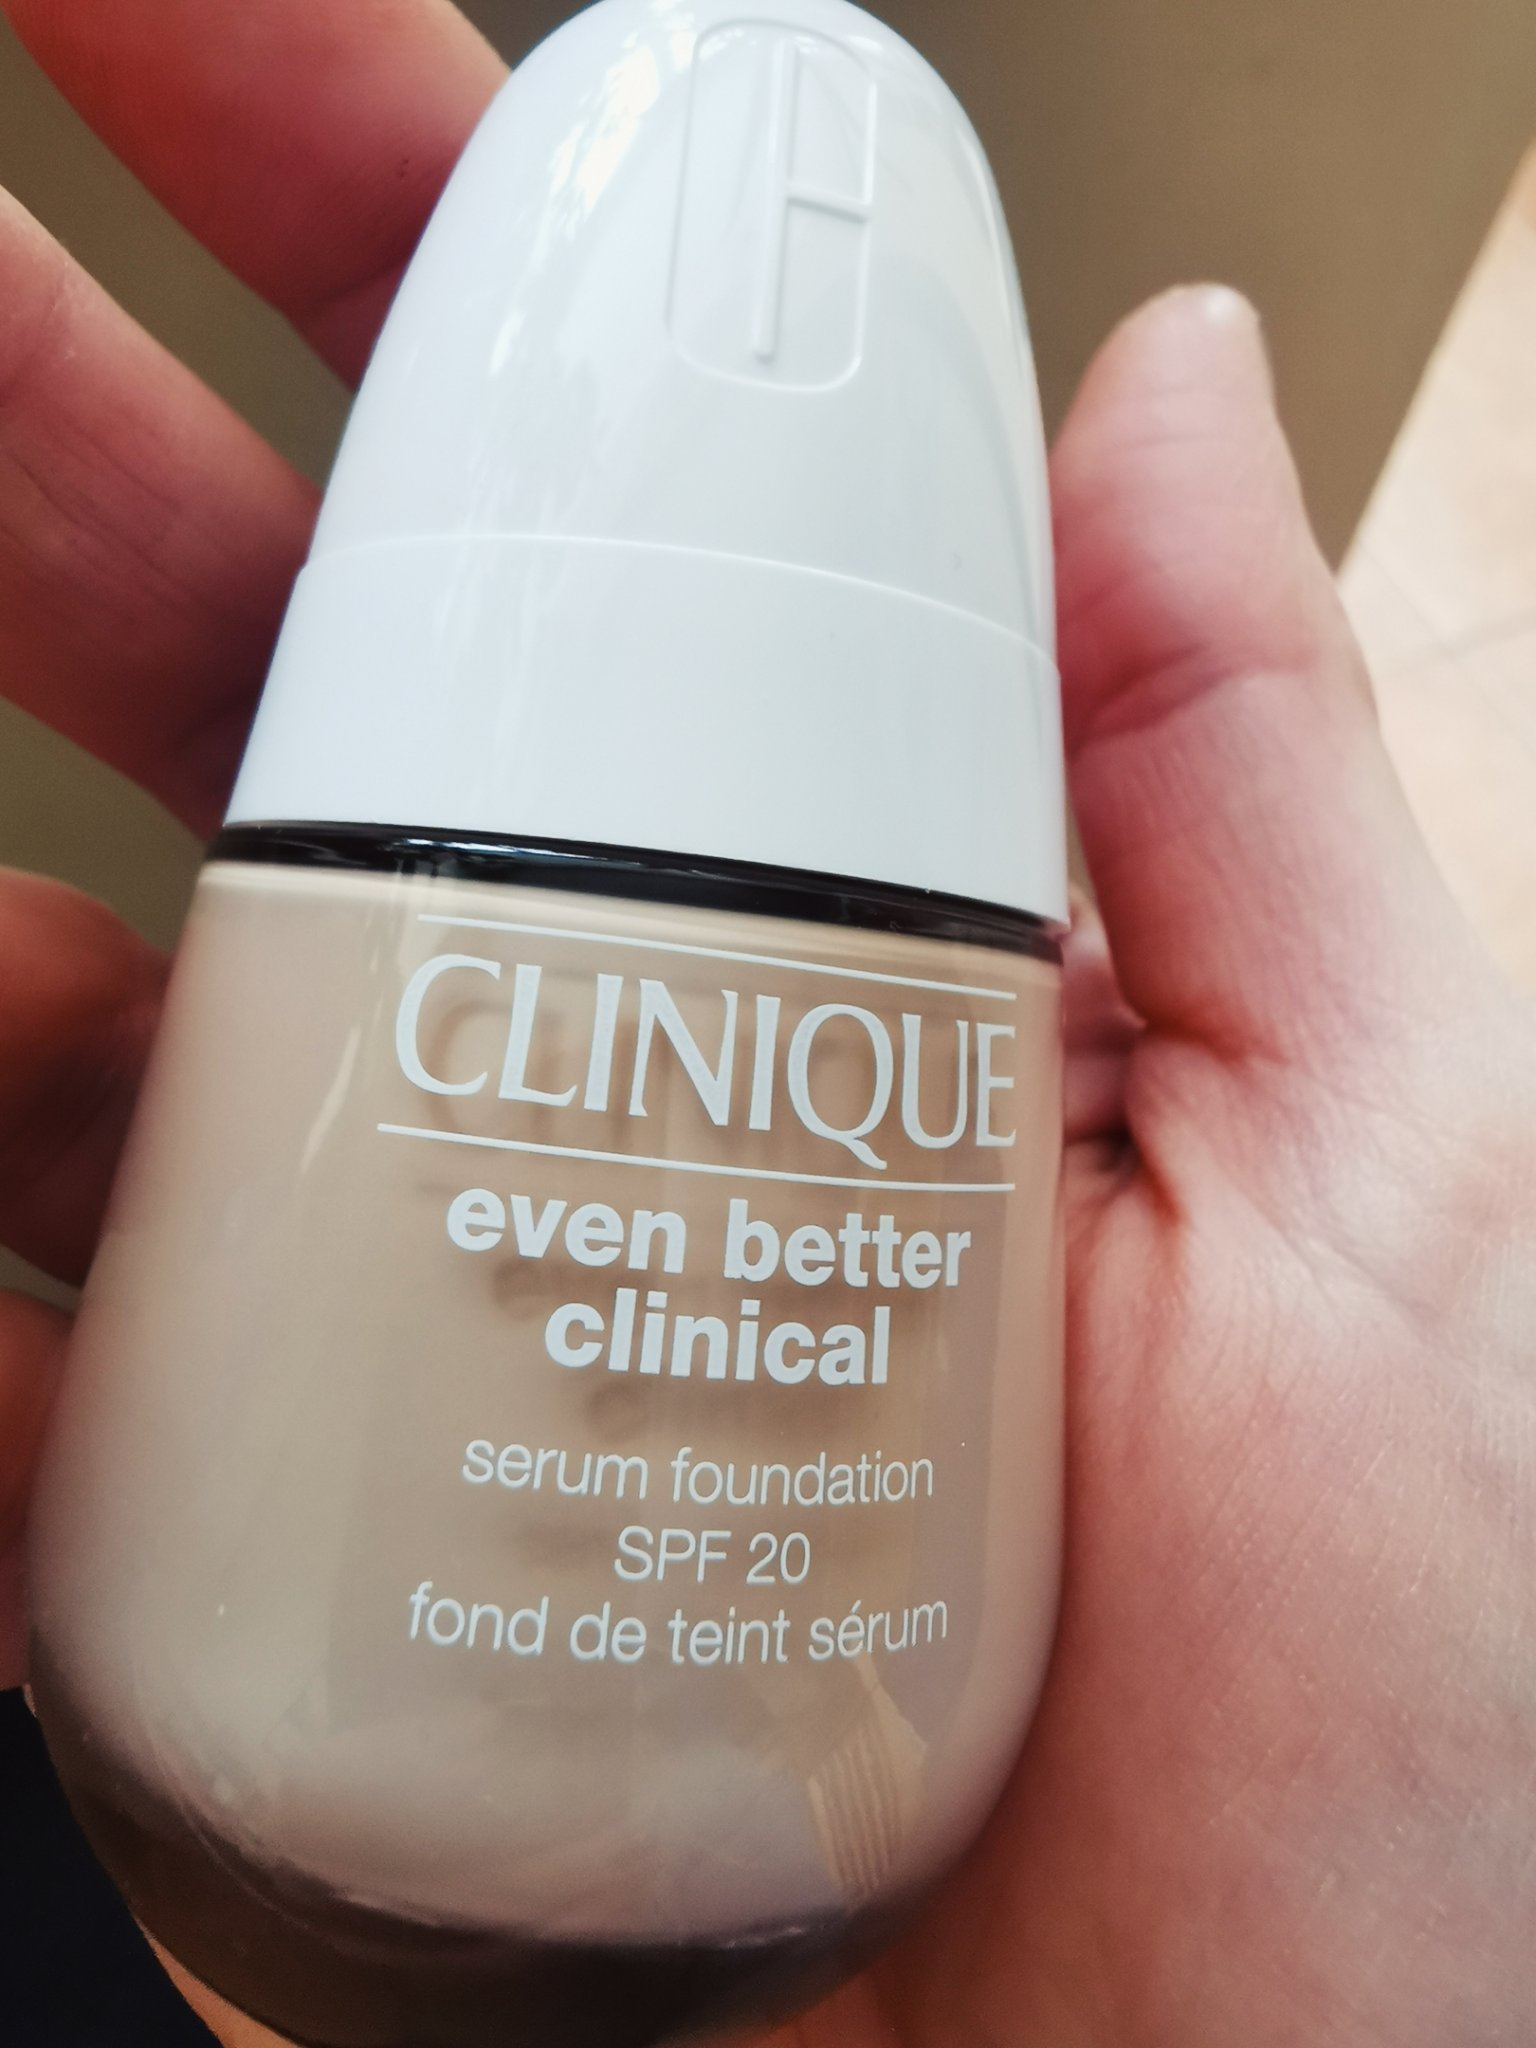 CLINIQUE
even better
clinical
serum foundation
SPF 20
fond de teint sérum